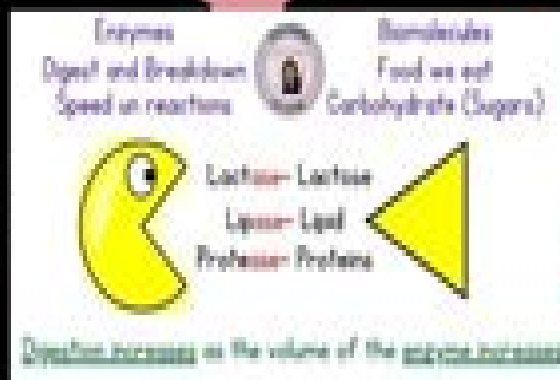 Enzymes
Biomolecules
Digest and Breakdown
Food we eat
Speed up reactions
Carbohydrate (Sugars)
Lactase- Lactose
Lipase- Lipid
Protease- Proteins
Digestion increases as the volume of the enzyme increases